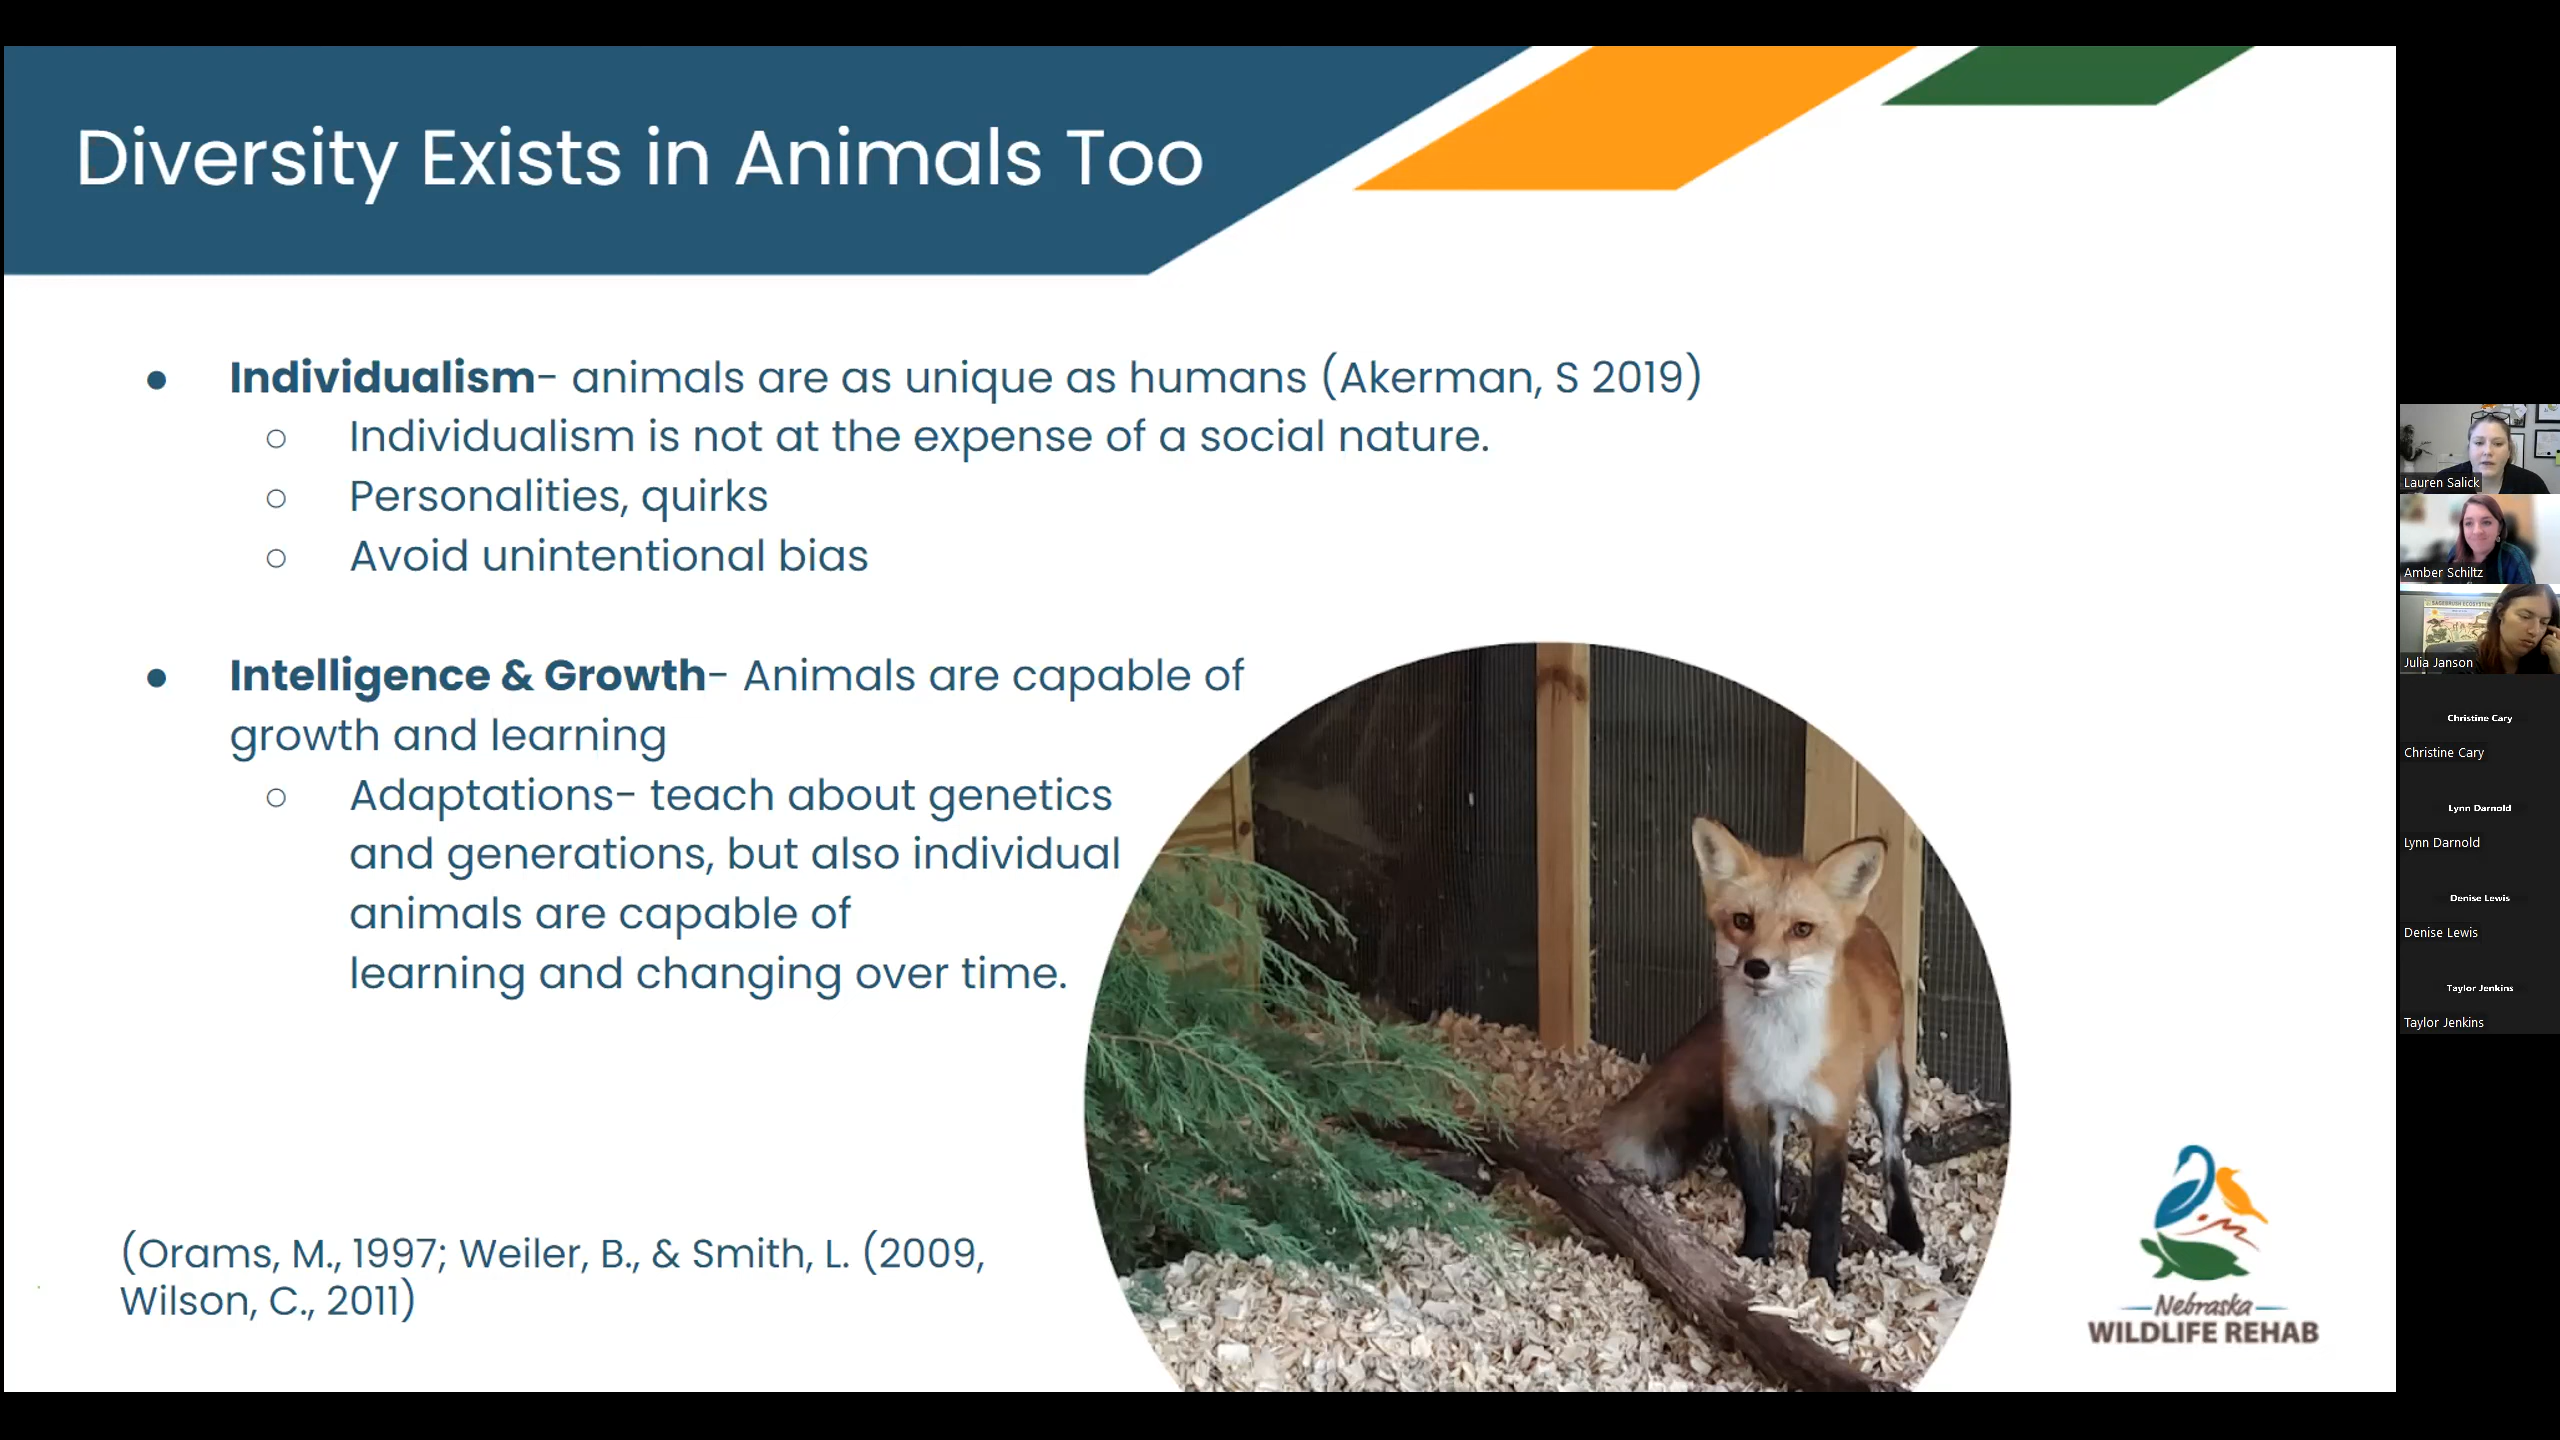 Diversity Exists in Animals Too
● Individualism- animals are as unique as humans (Akerman, S 2019)
○ Individualism is not at the expense of a social nature.
○ Personalities, quirks
○ Avoid unintentional bias
● Intelligence & Growth- Animals are capable of
growth and learning
○ Adaptations- teach about genetics
and generations, but also individual
animals are capable of
learning and changing over time.
(Orams, M., 1997; Weiler, B., & Smith, L. (2009,
Wilson, C., 2011)
Nebraska
WILDLIFE REHAB
Lauren Salick
Amber Schiltz
SAGEBRUSH ECOSYSTEM
Julia Janson
Christine Cary
Christine Cary
Lynn Darnold
Lynn Darnold
Denise Lewis
Denise Lewis
Taylor Jenkins
Taylor Jenkins